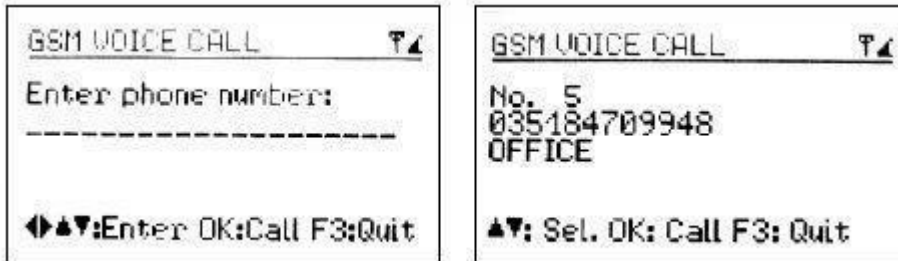 GSM VOICE CALL
Enter phone number:
--------------------
◀▶▲▼:Enter OK:Call F3:Quit
GSM VOICE CALL
No. 5
035184709948
OFFICE
▲▼: Sel. OK: Call F3: Quit